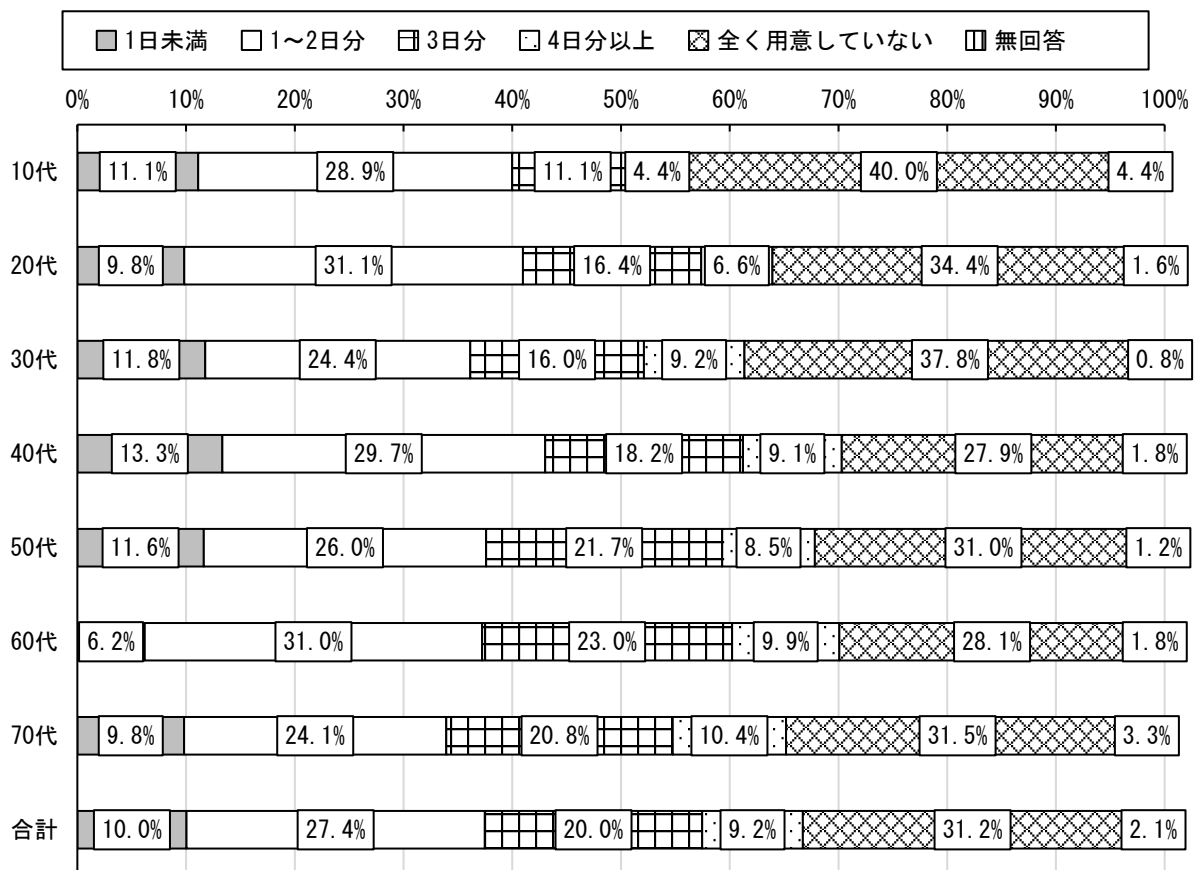 1日未満 1～2日分 3日分 4日分以上 全く用意していない 無回答
0% 10% 20% 30% 40% 50% 60% 70% 80% 90% 100%
10代 11.1% 28.9% 11.1% 4.4% 40.0% 4.4%
20代 9.8% 31.1% 16.4% 6.6% 34.4% 1.6%
30代 11.8% 24.4% 16.0% 9.2% 37.8% 0.8%
40代 13.3% 29.7% 18.2% 9.1% 27.9% 1.8%
50代 11.6% 26.0% 21.7% 8.5% 31.0% 1.2%
60代 6.2% 31.0% 23.0% 9.9% 28.1% 1.8%
70代 9.8% 24.1% 20.8% 10.4% 31.5% 3.3%
合計 10.0% 27.4% 20.0% 9.2% 31.2% 2.1%